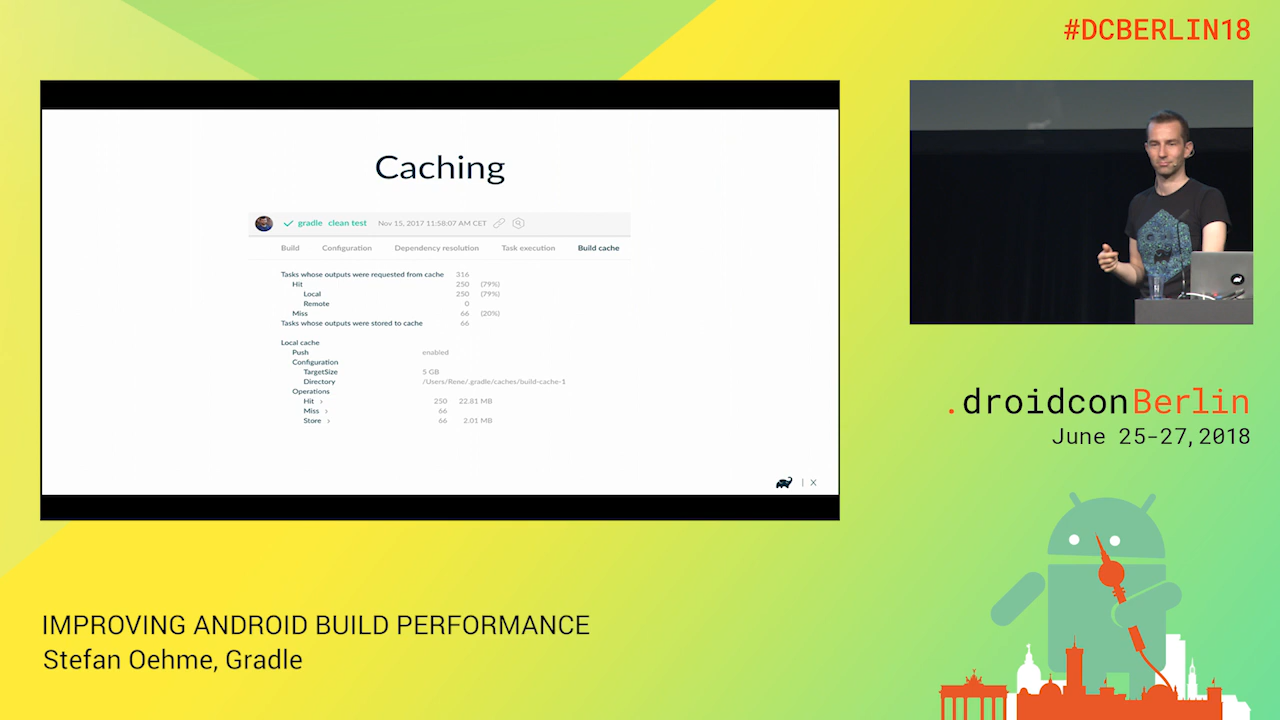 #DCBERLIN18
Caching
gradle clean test Nov 15, 2017 11:58:07 AM CET
Build Configuration Dependency resolution Task execution Build cache
Tasks whose outputs were requested from cache 316
Hit 250 (79%)
Local 250 (79%)
Remote 0
Miss 66 (20%)
Tasks whose outputs were stored to cache 66
Local cache
Push enabled
Configuration
TargetSize 5 GB
Directory /Users/Rene/.gradle/caches/build-cache-1
Operations
Hit > 250 22.81 MB
Miss > 66
Store > 66 2.01 MB
| X
.droidconBerlin
June 25-27, 2018
IMPROVING ANDROID BUILD PERFORMANCE
Stefan Oehme, Gradle